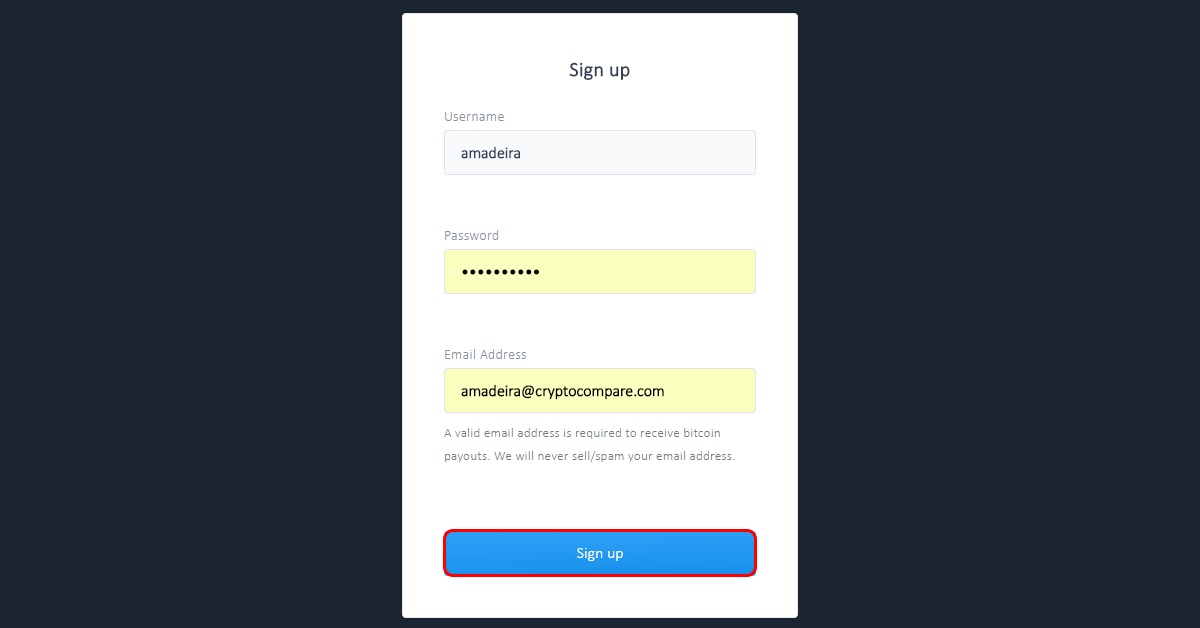 Sign up
Username
amadeira
Password
••••••••••
Email Address
amadeira@cryptocompare.com
A valid email address is required to receive bitcoin
payouts. We will never sell/spam your email address.
Sign up